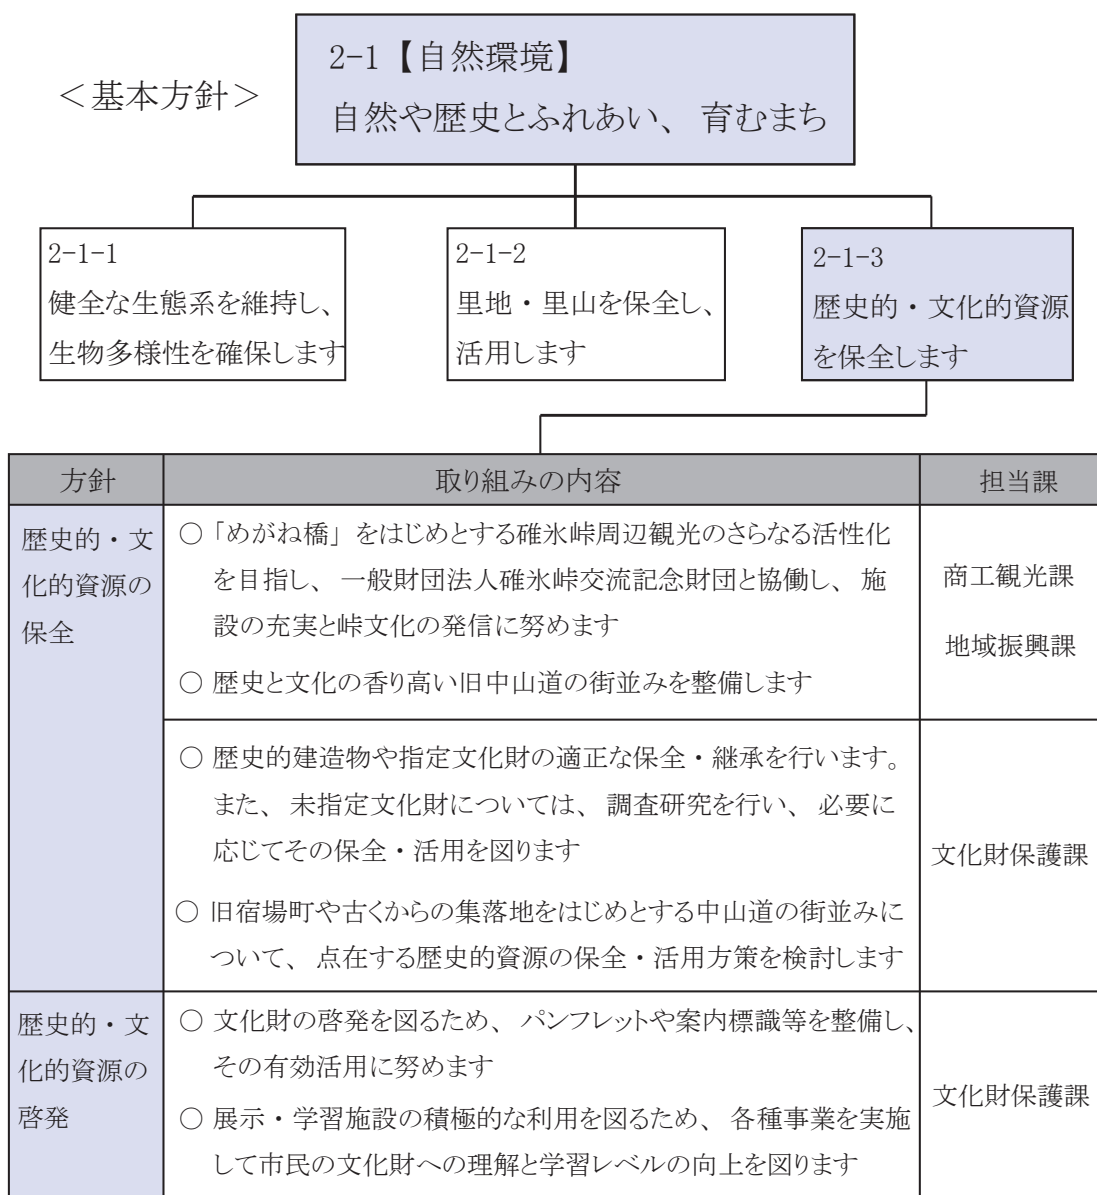 <基本方針>
2-1【自然環境】
自然や歴史とふれあい、育むまち
2-1-1
健全な生態系を維持し、
生物多様性を確保します
2-1-2
里地・里山を保全し、
活用します
2-1-3
歴史的・文化的資源
を保全します
方針
取り組みの内容
担当課
歴史的・文
化的資源の
保全
○「めがね橋」をはじめとする碓氷峠周辺観光のさらなる活性化
を目指し、一般財団法人碓氷峠交流記念財団と協働し、施
設の充実と峠文化の発信に努めます
○ 歴史と文化の香り高い旧中山道の街並みを整備します
商工観光課
地域振興課
○ 歴史的建造物や指定文化財の適正な保全・継承を行います。
また、未指定文化財については、調査研究を行い、必要に
応じてその保全・活用を図ります
○ 旧宿場町や古くからの集落地をはじめとする中山道の街並みに
ついて、点在する歴史的資源の保全・活用方策を検討します
文化財保護課
歴史的・文
化的資源の
啓発
○ 文化財の啓発を図るため、パンフレットや案内標識等を整備し、
その有効活用に努めます
○ 展示・学習施設の積極的な利用を図るため、各種事業を実施
して市民の文化財への理解と学習レベルの向上を図ります
文化財保護課